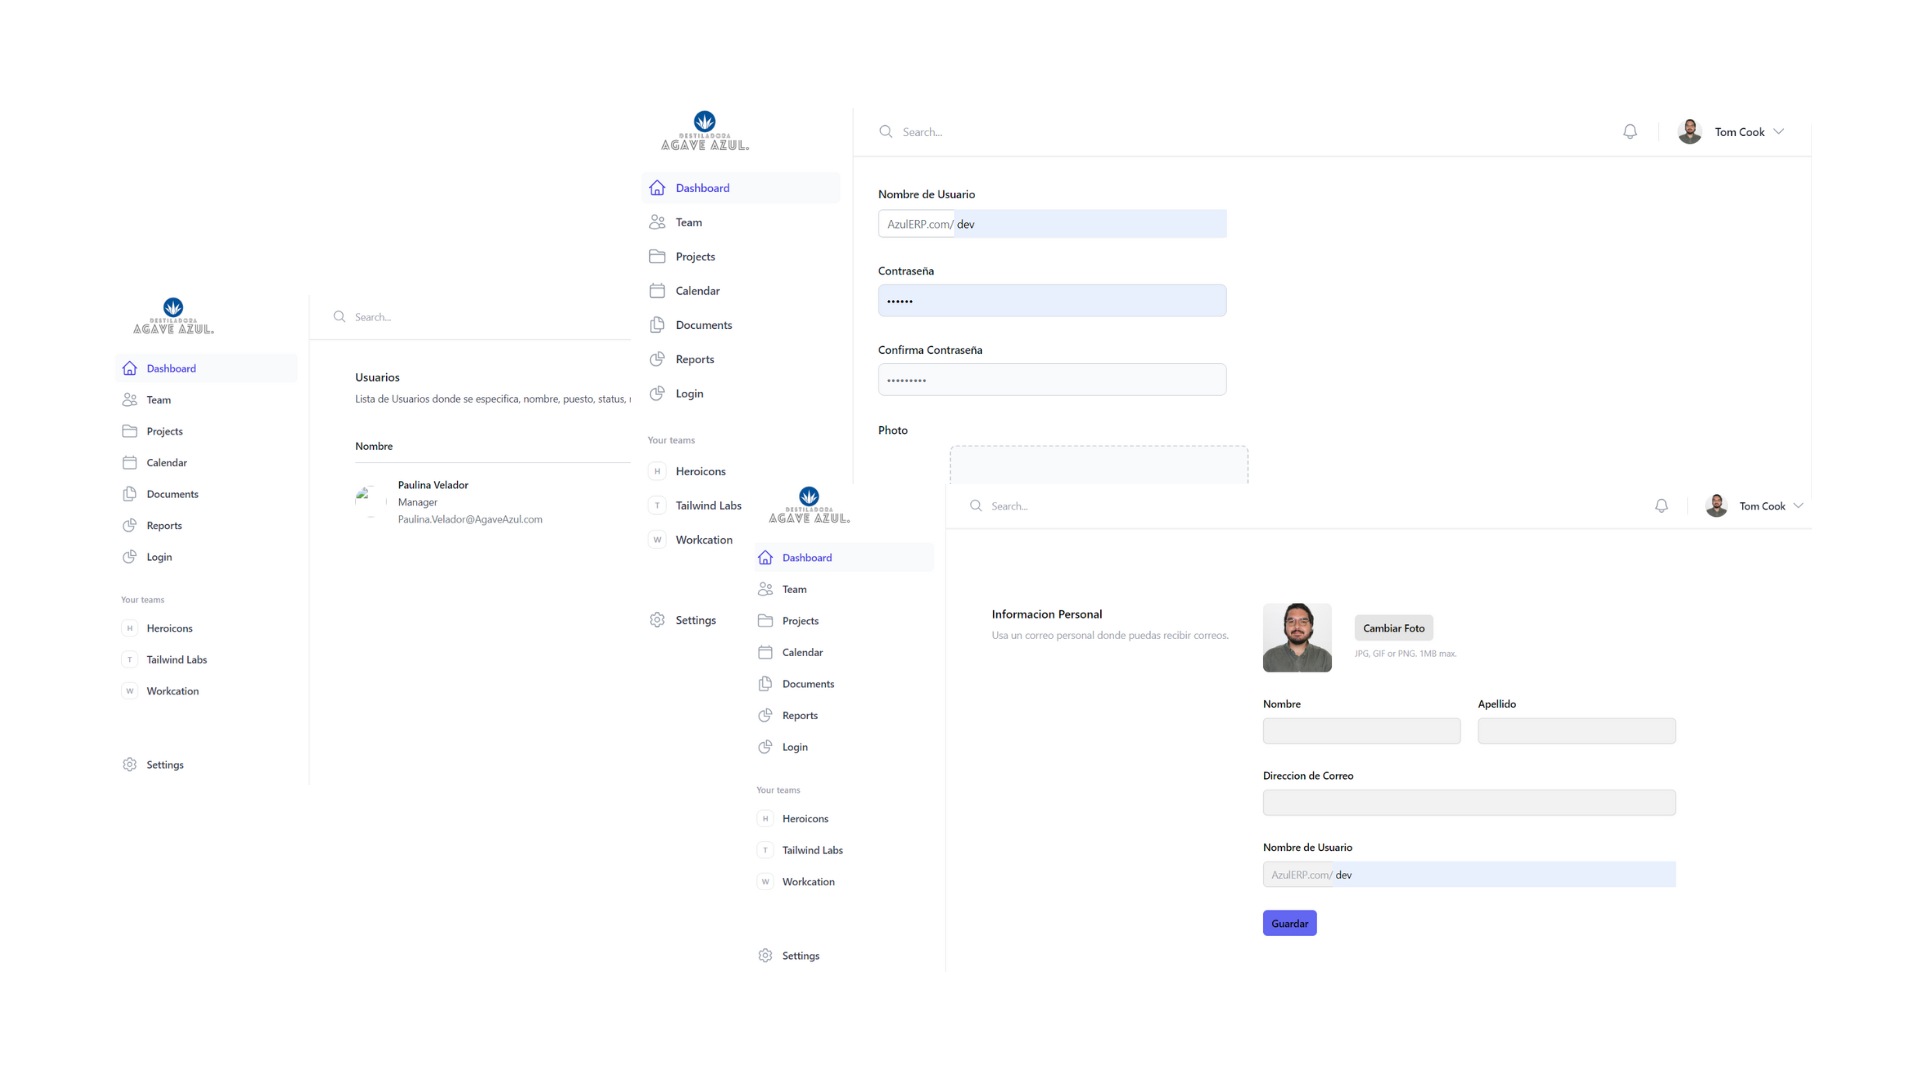 DESTILADORA
AGAVE AZUL.
Search...
Dashboard
Team
Projects
Calendar
Documents
Reports
Login
Your teams
H Heroicons
T Tailwind Labs
W Workcation
Settings
Usuarios
Lista de Usuarios donde se especifica, nombre, puesto, status,
Nombre
Paulina Velador
Manager
Paulina.Velador@AgaveAzul.com
DESTILADORA
AGAVE AZUL.
Search...
Tom Cook
Dashboard
Team
Projects
Calendar
Documents
Reports
Login
Your teams
H Heroicons
T Tailwind Labs
W Workcation
Settings
Nombre de Usuario
AzulERP.com/ dev
Contraseña
••••••
Confirma Contraseña
•••••••••
Photo
DESTILADORA
AGAVE AZUL.
Search...
Tom Cook
Dashboard
Team
Projects
Calendar
Documents
Reports
Login
Your teams
H Heroicons
T Tailwind Labs
W Workcation
Settings
Informacion Personal
Usa un correo personal donde puedas recibir correos.
Cambiar Foto
JPG, GIF or PNG. 1MB max.
Nombre
Apellido
Direccion de Correo
Nombre de Usuario
AzulERP.com/ dev
Guardar